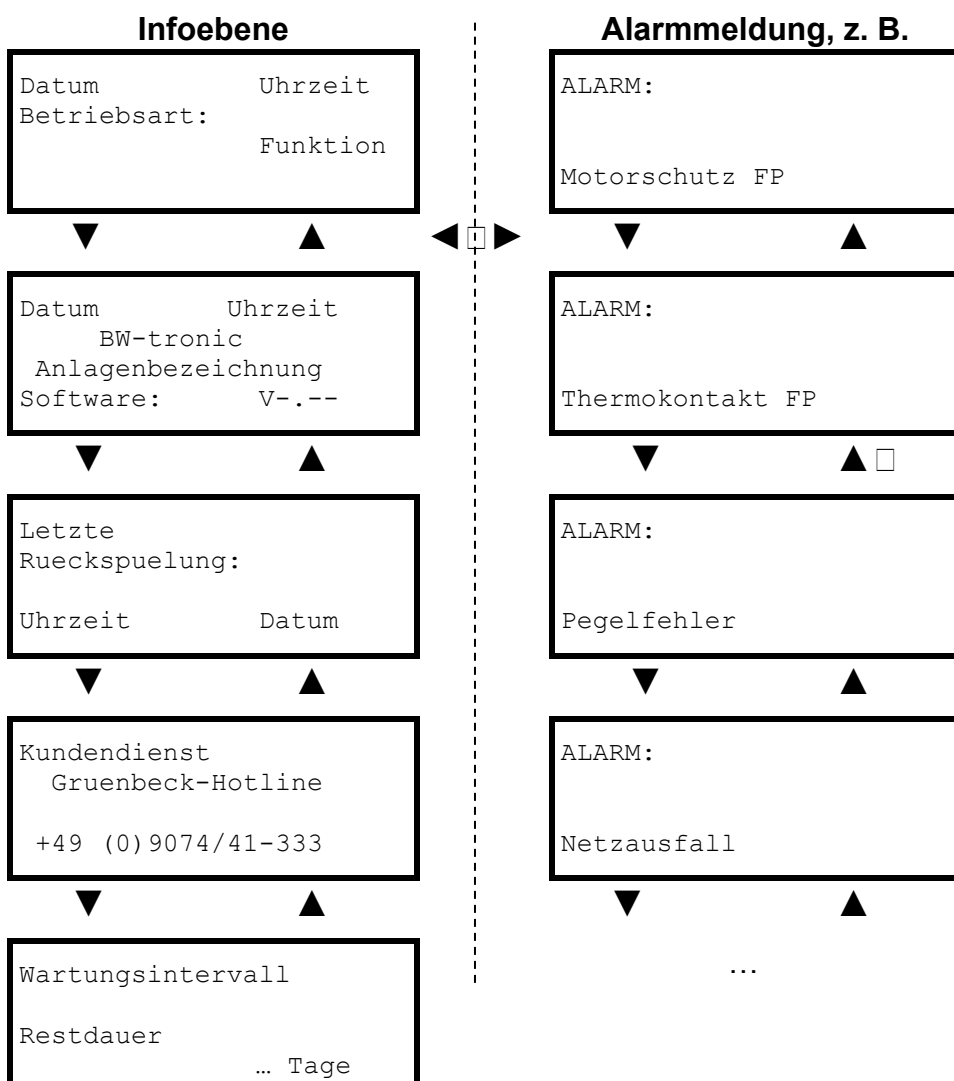 Infoebene
Datum Uhrzeit
Betriebsart:
Funktion
Datum Uhrzeit
BW-tronic
Anlagenbezeichnung
Software: V-.--
Letzte
Rueckspuelung:
Uhrzeit Datum
Kundendienst
Gruenbeck-Hotline
+49 (0)9074/41-333
Wartungsintervall
Restdauer
… Tage
Alarmmeldung, z. B.
ALARM:
Motorschutz FP
ALARM:
Thermokontakt FP
ALARM:
Pegelfehler
ALARM:
Netzausfall
…